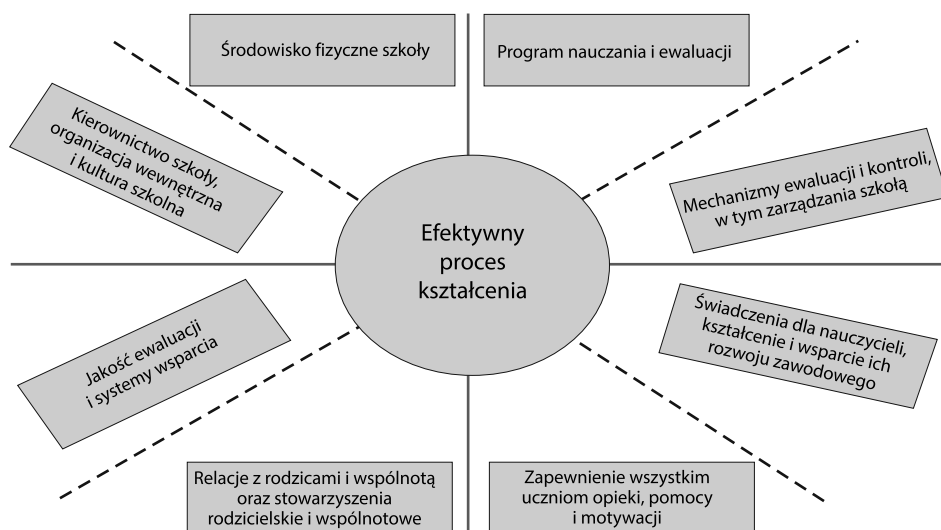 Środowisko fizyczne szkoły
Program nauczania i ewaluacji
Kierownictwo szkoły,
organizacja wewnętrzna
i kultura szkolna
Mechanizmy ewaluacji i kontroli,
w tym zarządzania szkołą
Efektywny
proces
kształcenia
Jakość ewaluacji
i systemy wsparcia
Świadczenia dla nauczycieli,
kształcenie i wsparcie ich
rozwoju zawodowego
Relacje z rodzicami i wspólnotą
oraz stowarzyszenia
rodzicielskie i wspólnotowe
Zapewnienie wszystkim
uczniom opieki, pomocy
i motywacji